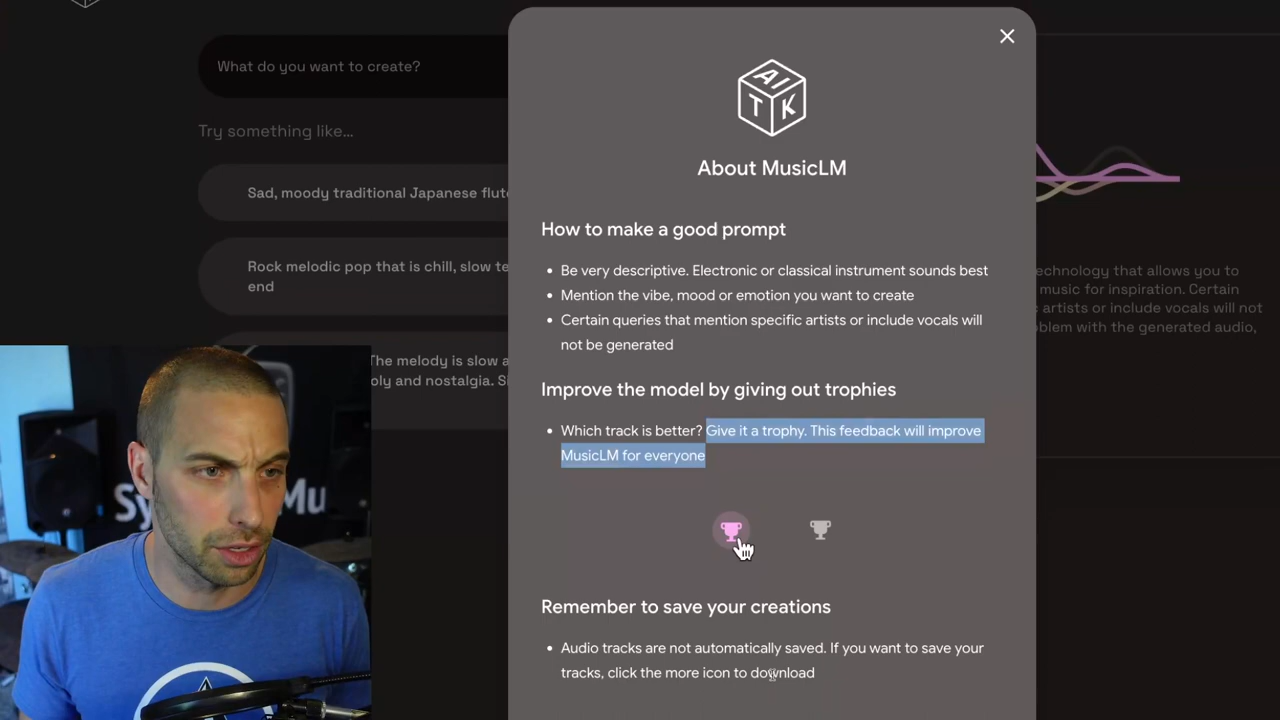 What do you want to create?
Try something like…
Sad, moody traditional Japanese flut
Rock melodic pop that is chill, slow te
end
The melody is slow a
oly and nostalgia. S
AI
T K
About MusicLM
How to make a good prompt
• Be very descriptive. Electronic or classical instrument sounds best
• Mention the vibe, mood or emotion you want to create
• Certain queries that mention specific artists or include vocals will
not be generated
Improve the model by giving out trophies
• Which track is better? Give it a trophy. This feedback will improve
MusicLM for everyone
Remember to save your creations
• Audio tracks are not automatically saved. If you want to save your
tracks, click the more icon to download
echnology that allows you to
music for inspiration. Certain
artists or include vocals will not
blem with the generated audio,
Sy
Mu